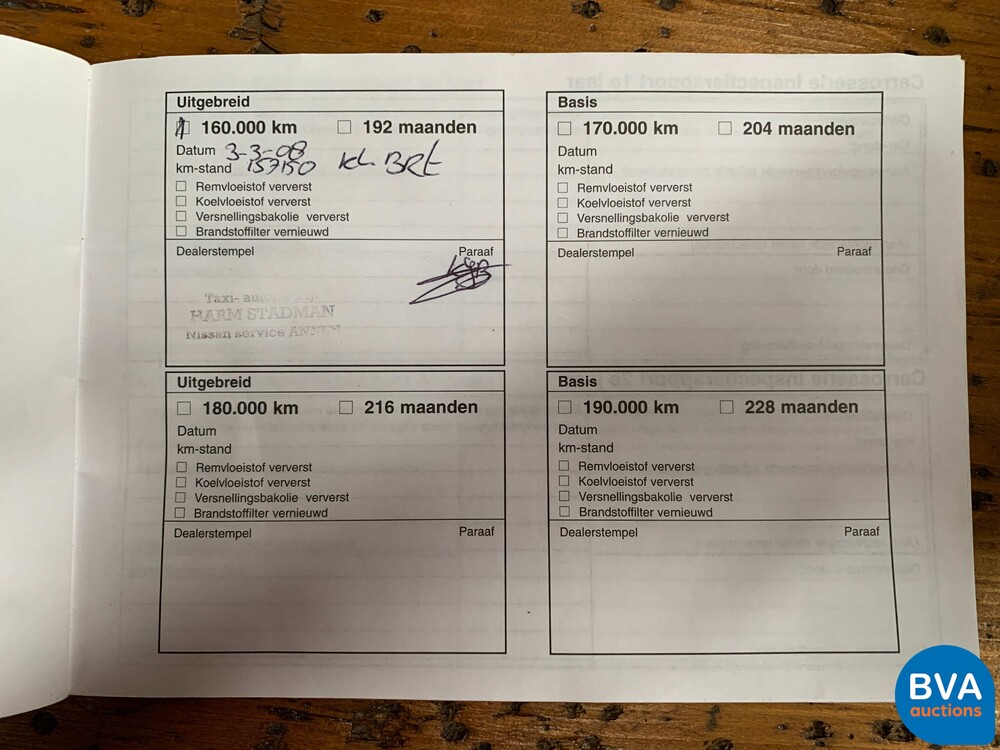 Uitgebreid
☐ 160.000 km ☐ 192 maanden
Datum 3-3-08
km-stand 157150 kl. BRE
☐ Remvloeistof ververst
☐ Koelvloeistof ververst
☐ Versnellingsbakolie ververst
☐ Brandstoffilter vernieuwd
Dealerstempel Paraaf
Taxi-
HARM STADMAN
Nissan service ANNEN
Basis
☐ 170.000 km ☐ 204 maanden
Datum
km-stand
☐ Remvloeistof ververst
☐ Koelvloeistof ververst
☐ Versnellingsbakolie ververst
☐ Brandstoffilter vernieuwd
Dealerstempel Paraaf
Uitgebreid
☐ 180.000 km ☐ 216 maanden
Datum
km-stand
☐ Remvloeistof ververst
☐ Koelvloeistof ververst
☐ Versnellingsbakolie ververst
☐ Brandstoffilter vernieuwd
Dealerstempel Paraaf
Basis
☐ 190.000 km ☐ 228 maanden
Datum
km-stand
☐ Remvloeistof ververst
☐ Koelvloeistof ververst
☐ Versnellingsbakolie ververst
☐ Brandstoffilter vernieuwd
Dealerstempel Paraaf
BVA
auctions